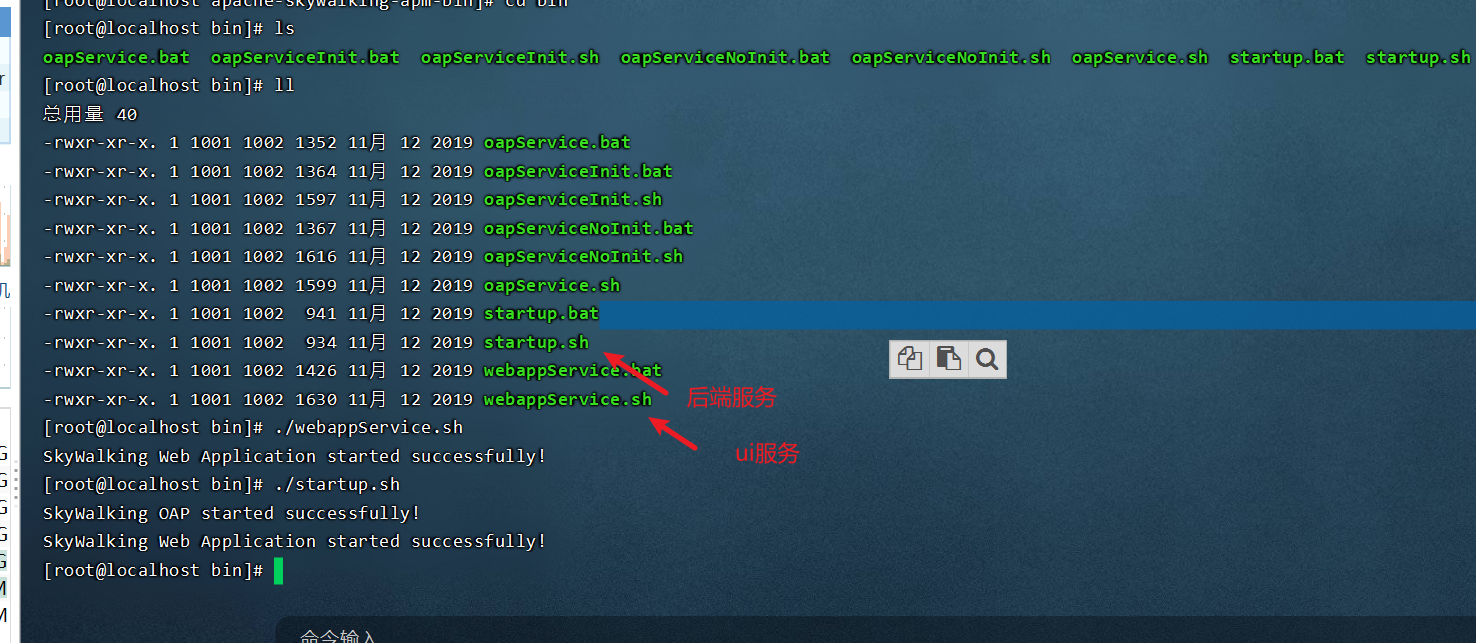 [root@localhost apache-skywalking-apm-bin]# cd bin
[root@localhost bin]# ls
oapService.bat  oapServiceInit.bat  oapServiceInit.sh  oapServiceNoInit.bat  oapServiceNoInit.sh  oapService.sh  startup.bat  startup.sh
[root@localhost bin]# ll
总用量 40
-rwxr-xr-x. 1 1001 1002 1352 11月  12 2019 oapService.bat
-rwxr-xr-x. 1 1001 1002 1364 11月  12 2019 oapServiceInit.bat
-rwxr-xr-x. 1 1001 1002 1597 11月  12 2019 oapServiceInit.sh
-rwxr-xr-x. 1 1001 1002 1367 11月  12 2019 oapServiceNoInit.bat
-rwxr-xr-x. 1 1001 1002 1616 11月  12 2019 oapServiceNoInit.sh
-rwxr-xr-x. 1 1001 1002 1599 11月  12 2019 oapService.sh
-rwxr-xr-x. 1 1001 1002  941 11月  12 2019 startup.bat
-rwxr-xr-x. 1 1001 1002  934 11月  12 2019 startup.sh
-rwxr-xr-x. 1 1001 1002 1426 11月  12 2019 webappService.bat
后端服务
-rwxr-xr-x. 1 1001 1002 1630 11月  12 2019 webappService.sh
[root@localhost bin]# ./webappService.sh
ui服务
SkyWalking Web Application started successfully!
[root@localhost bin]# ./startup.sh
SkyWalking OAP started successfully!
SkyWalking Web Application started successfully!
[root@localhost bin]#
命令输入